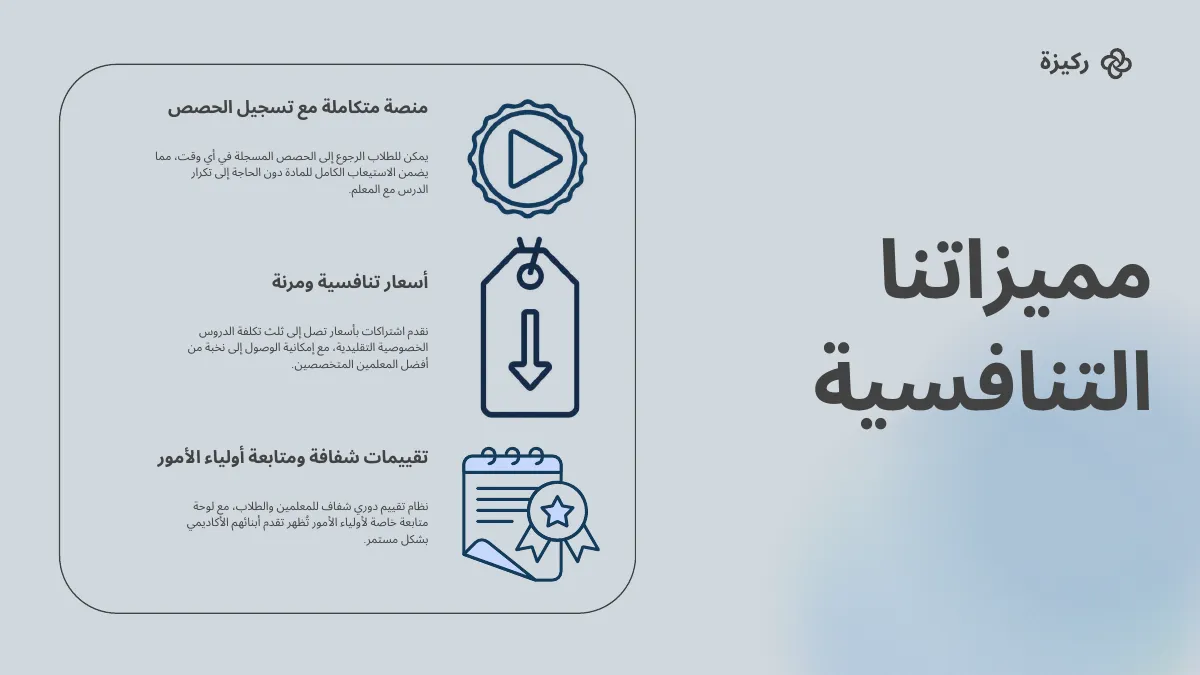 ركيزة
مميزاتنا
التنافسية
منصة متكاملة مع تسجيل الحصص
يمكن للطلاب الرجوع إلى الحصص المسجلة في أي وقت، مما
يضمن الاستيعاب الكامل للمادة دون الحاجة إلى تكرار
الدرس مع المعلم.
أسعار تنافسية ومرنة
نقدم اشتراكات بأسعار تصل إلى ثلث تكلفة الدروس
الخصوصية التقليدية، مع إمكانية الوصول إلى نخبة من
أفضل المعلمين المتخصصين.
تقييمات شفافة ومتابعة أولياء الأمور
نظام تقييم دوري شفاف للمعلمين والطلاب، مع لوحة
متابعة خاصة لأولياء الأمور تُظهر تقدم أبنائهم الأكاديمي
بشكل مستمر.